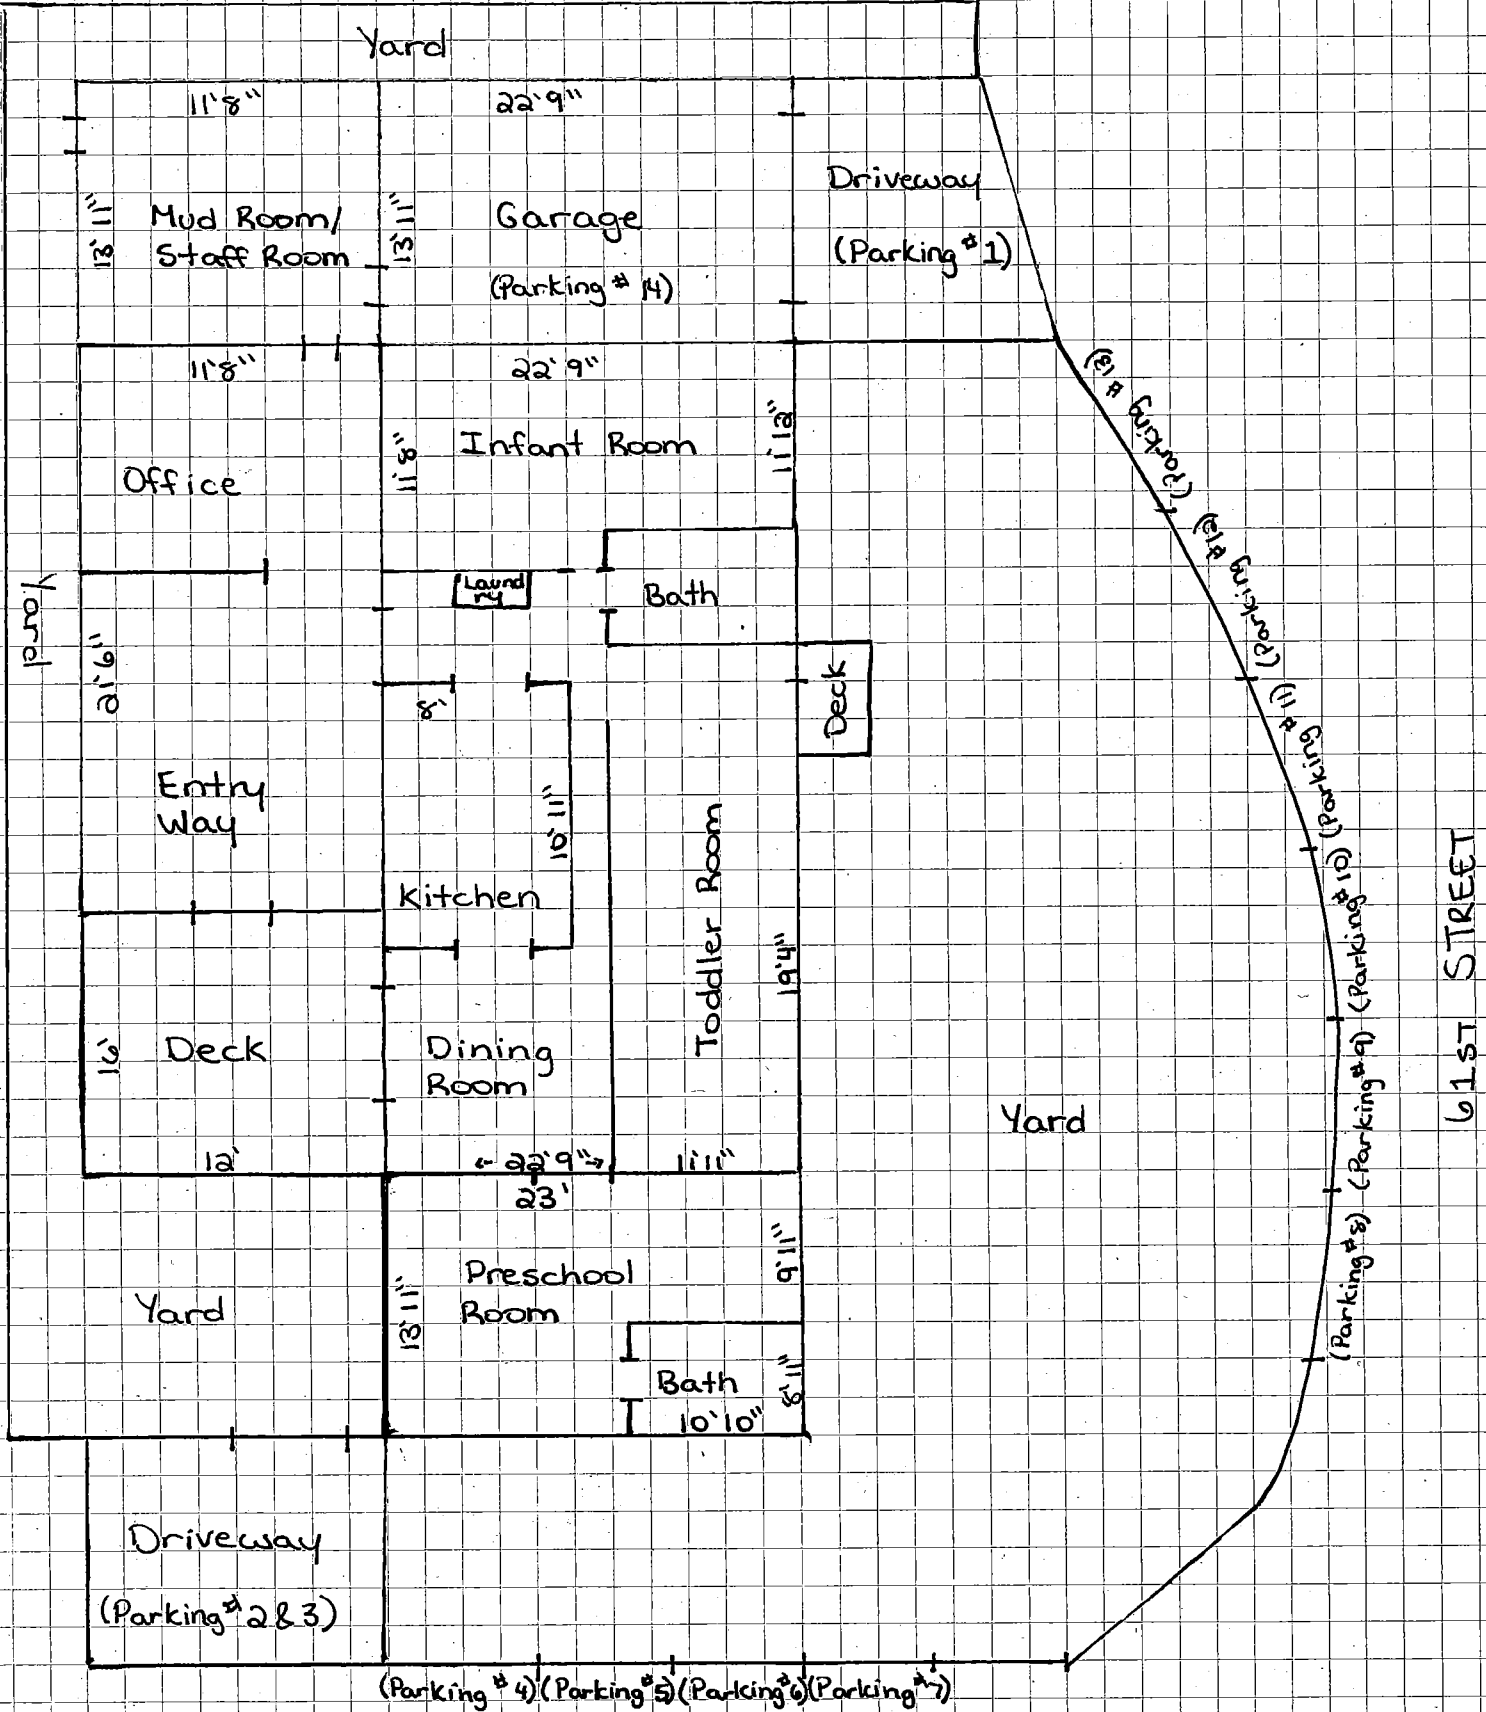 Yard
11'8"
22'9"
13'11"
Mud Room/
Staff Room
13'11"
Garage
(Parking # 14)
Driveway
(Parking # 1)
11'8"
22'9"
Office
11'8"
Infant Room
11'12"
(Parking # 13)
Laund
ry
Bath
(Parking #12)
Yard
21'6"
8'
Deck
(Parking # 11)
Entry
Way
10'11"
Kitchen
Toddler Room
19'4"
(Parking # 10)
61ST STREET
16'
Deck
Dining
Room
Yard
(Parking # 9)
12'
← 22'9" →
11'11"
23'
Preschool
Room
9'11"
(Parking # 8)
Yard
13'11"
Bath
10'10"
Driveway
(Parking # 2 & 3)
(Parking # 4) (Parking # 5) (Parking # 6) (Parking # 7)